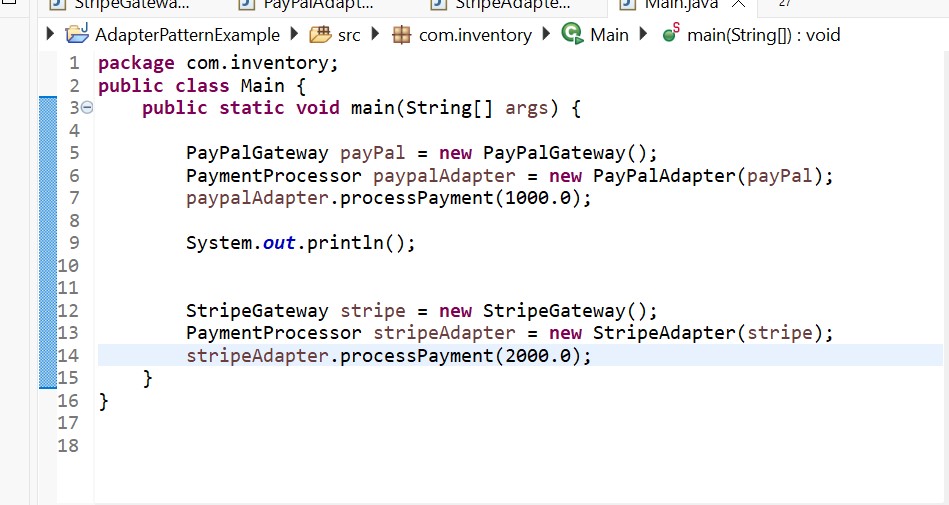 StripeGatewa... PayPalAdapt... StripeAdapte... Main.java 27
AdapterPatternExample src com.inventory Main main(String[]) : void
1 package com.inventory;
2 public class Main {
3 public static void main(String[] args) {
4
5 PayPalGateway payPal = new PayPalGateway();
6 PaymentProcessor paypalAdapter = new PayPalAdapter(payPal);
7 paypalAdapter.processPayment(1000.0);
8
9 System.out.println();
10
11
12 StripeGateway stripe = new StripeGateway();
13 PaymentProcessor stripeAdapter = new StripeAdapter(stripe);
14 stripeAdapter.processPayment(2000.0);
15 }
16 }
17
18